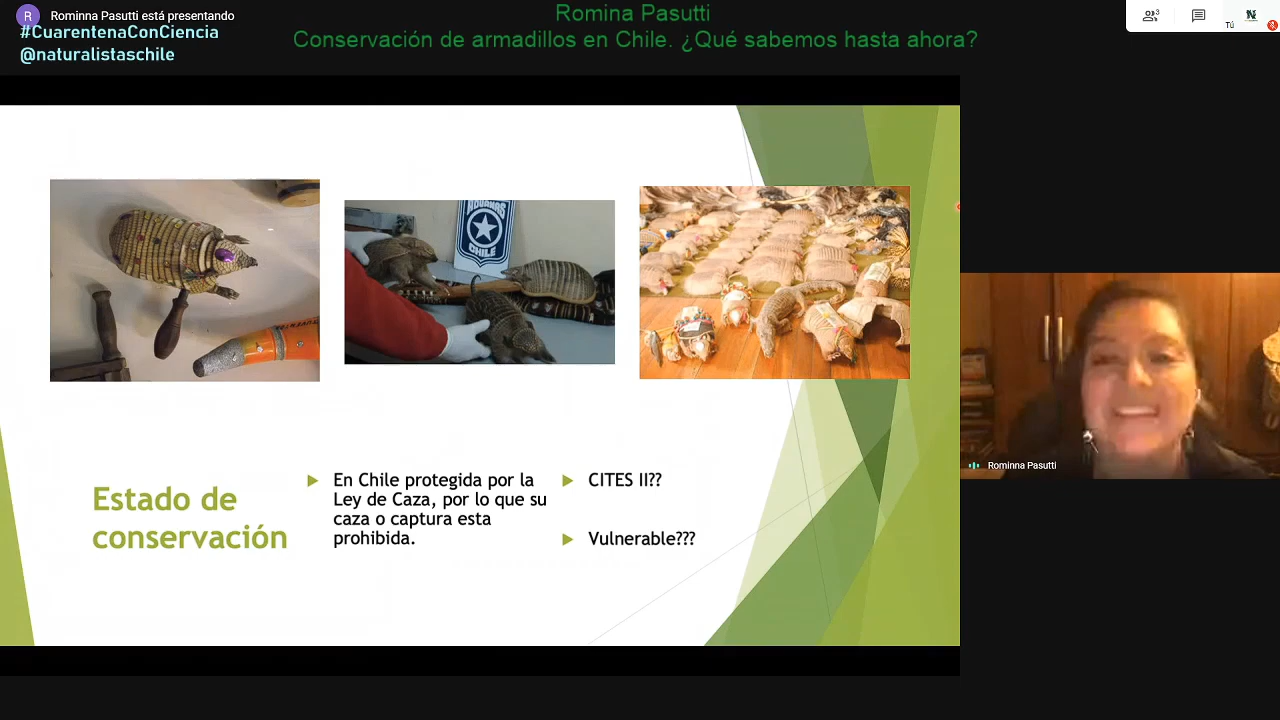 R
Rominna Pasutti está presentando
#CuarentenaConCiencia
@naturalistaschile
Romina Pasutti
Conservación de armadillos en Chile. ¿Qué sabemos hasta ahora?
3
Tú
N
ADUANAS
CHILE
Estado de
conservación
En Chile protegida por la
Ley de Caza, por lo que su
caza o captura esta
prohibida.
CITES II??
Vulnerable???
Rominna Pasutti